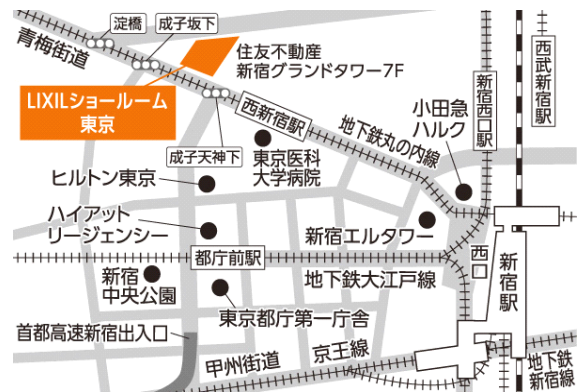 淀橋
成子坂下
青梅街道
住友不動産
新宿グランドタワー7F
LIXILショールーム
東京
西新宿駅
成子天神下
東京医科
大学病院
地下鉄丸の内線
小田急
ハルク
新宿西口駅
西武新宿駅
ヒルトン東京
ハイアット
リージェンシー
新宿エルタワー
都庁前駅
地下鉄大江戸線
西口
新宿駅
新宿
中央公園
東京都庁第一庁舎
首都高速新宿出入口
甲州街道
京王線
地下鉄
新宿線